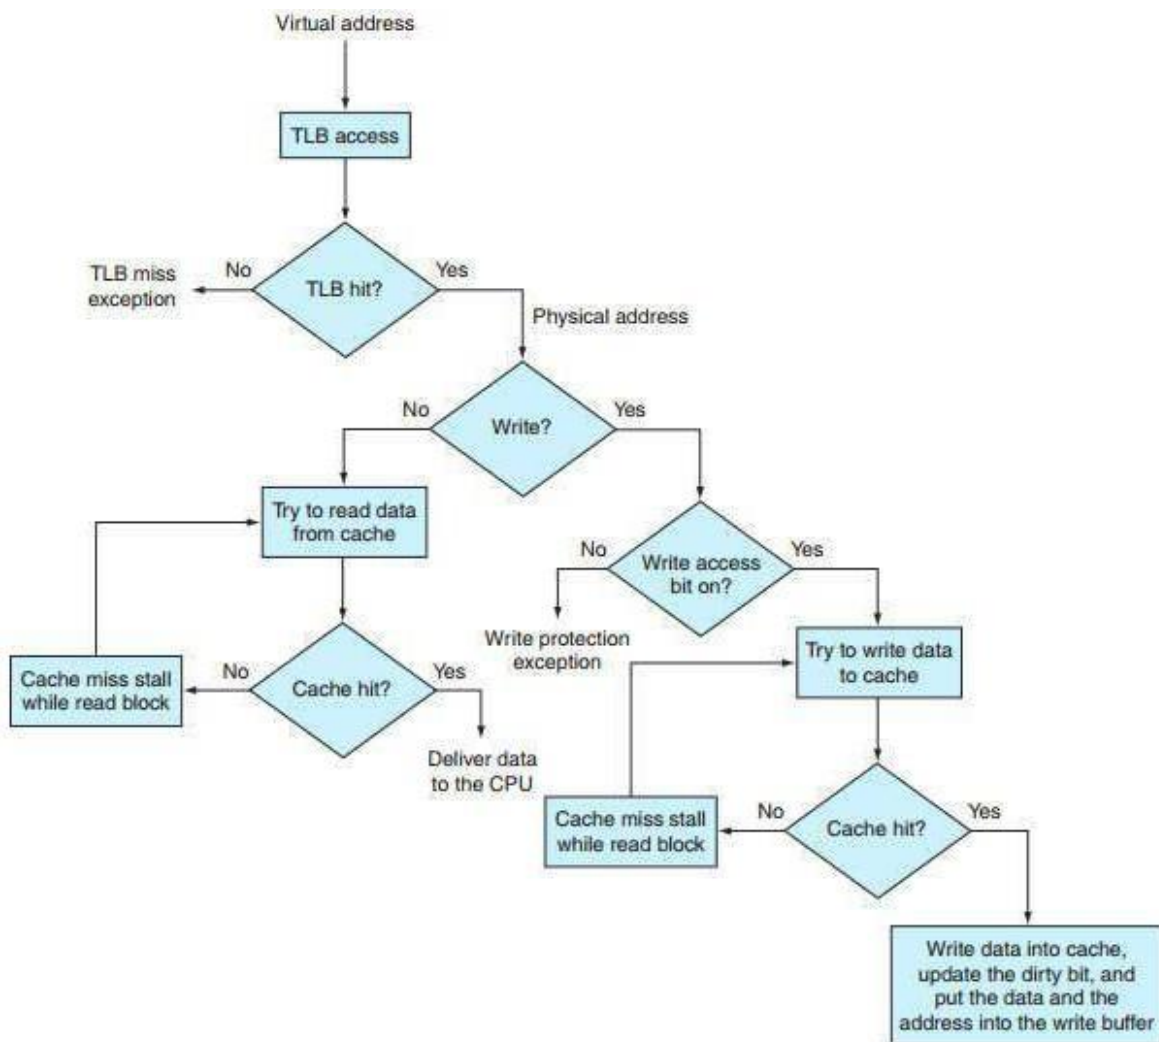 Virtual address
TLB access
TLB hit?
No
Yes
TLB miss
exception
Physical address
Write?
No
Yes
Try to read data
from cache
Write access
bit on?
No
Yes
Write protection
exception
Try to write data
to cache
Cache hit?
No
Yes
Cache miss stall
while read block
Deliver data
to the CPU
Cache hit?
No
Yes
Cache miss stall
while read block
Write data into cache,
update the dirty bit, and
put the data and the
address into the write buffer